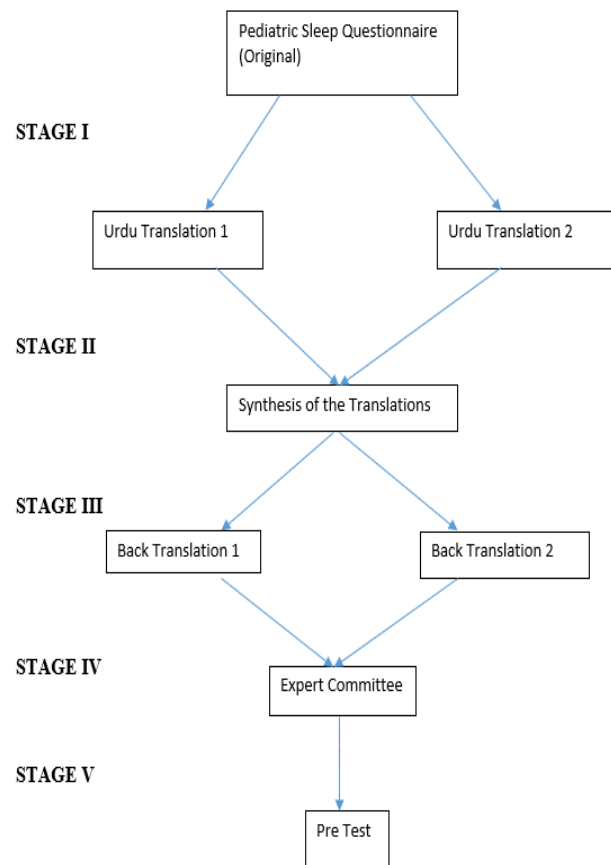 Pediatric Sleep Questionnaire
(Original)
STAGE I
Urdu Translation 1
Urdu Translation 2
STAGE II
Synthesis of the Translations
STAGE III
Back Translation 1
Back Translation 2
STAGE IV
Expert Committee
STAGE V
Pre Test